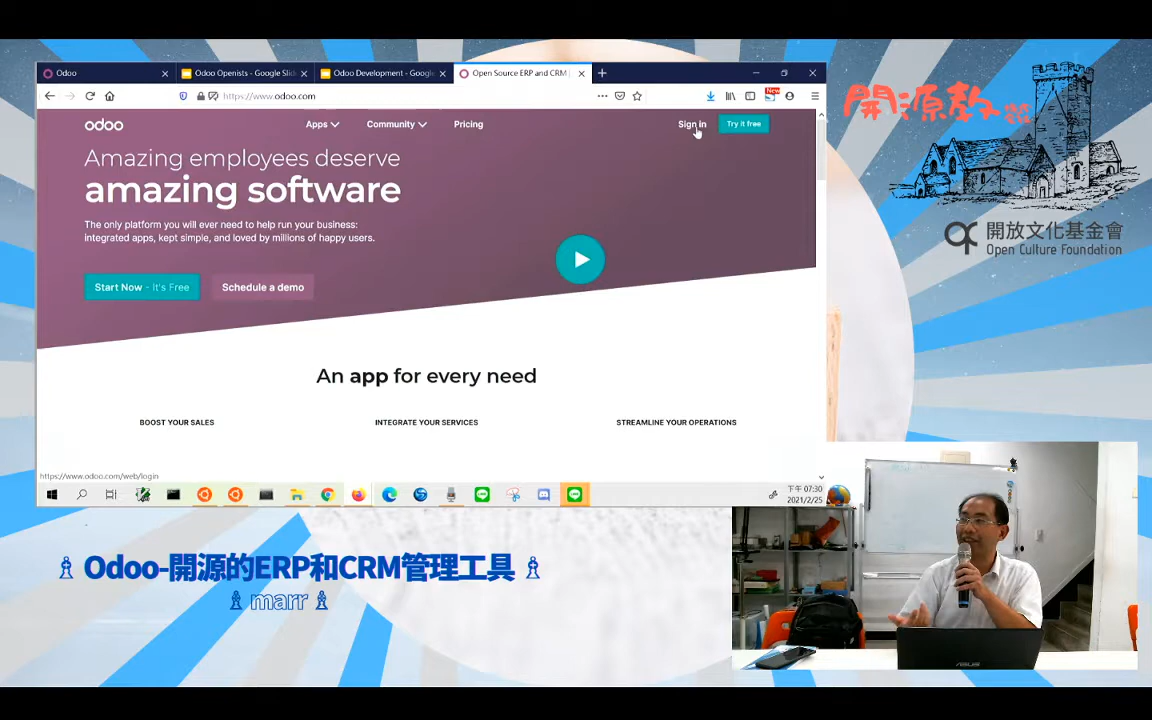 Odoo
Odoo Openists - Google Slid
Odoo Development - Google
Open Source ERP and CRM |
https://www.odoo.com
New
odoo
Apps
Community
Pricing
Sign in
Try it free
Amazing employees deserve
amazing software
The only platform you will ever need to help run your business:
integrated apps, kept simple, and loved by millions of happy users.
Start Now - It's Free
Schedule a demo
An app for every need
BOOST YOUR SALES
INTEGRATE YOUR SERVICES
STREAMLINE YOUR OPERATIONS
https://www.odoo.com/web/login
下午 07:30
2021/2/25
開源教
開放文化基金會
Open Culture Foundation
Odoo-開源的ERP和CRM管理工具
marr
ASUS